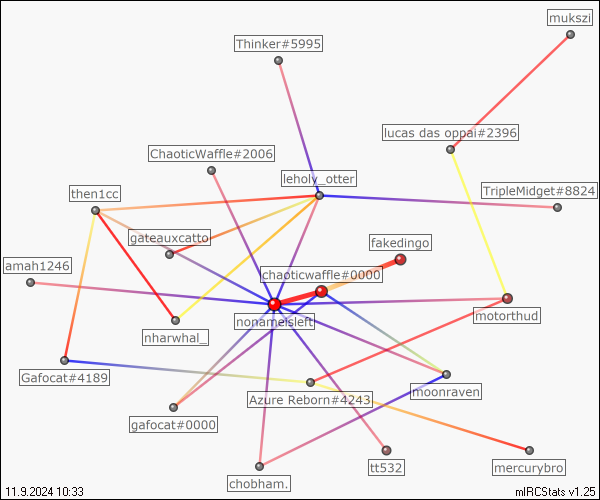 mukszi
Thinker#5995
lucas das oppai#2396
ChaoticWaffle#2006
leholy_otter
then1cc
TripleMidget#8824
gateauxcatto
fakedingo
amah1246
chaoticwaffle#0000
nonameisleft
motorthud
nharwhal_
Gafocat#4189
moonraven
Azure Reborn#4243
gafocat#0000
tt532
mercurybro
chobham.
11.9.2024 10:33
mIRCStats v1.25